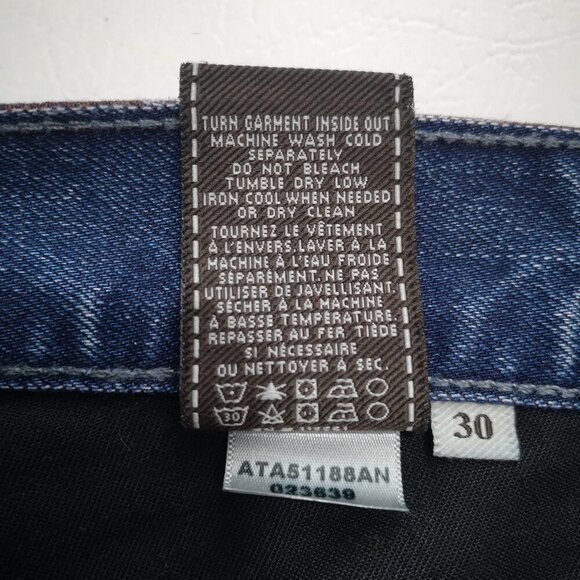 TURN GARMENT INSIDE OUT
MACHINE WASH COLD
SEPARATELY
DO NOT BLEACH
TUMBLE DRY LOW
IRON COOL WHEN NEEDED
OR DRY CLEAN
TOURNEZ LE VÊTEMENT
À L'ENVERS.LAVER À LA
MACHINE À L'EAU FROIDE
SÉPARÉMENT. NE PAS
UTILISER DE JAVELLISANT.
SÉCHER À LA MACHINE
À BASSE TEMPÉRATURE.
REPASSER AU FER TIÈDE
SI NÉCESSAIRE
OU NETTOYER À SEC.
30
30
ATA51188AN
023639